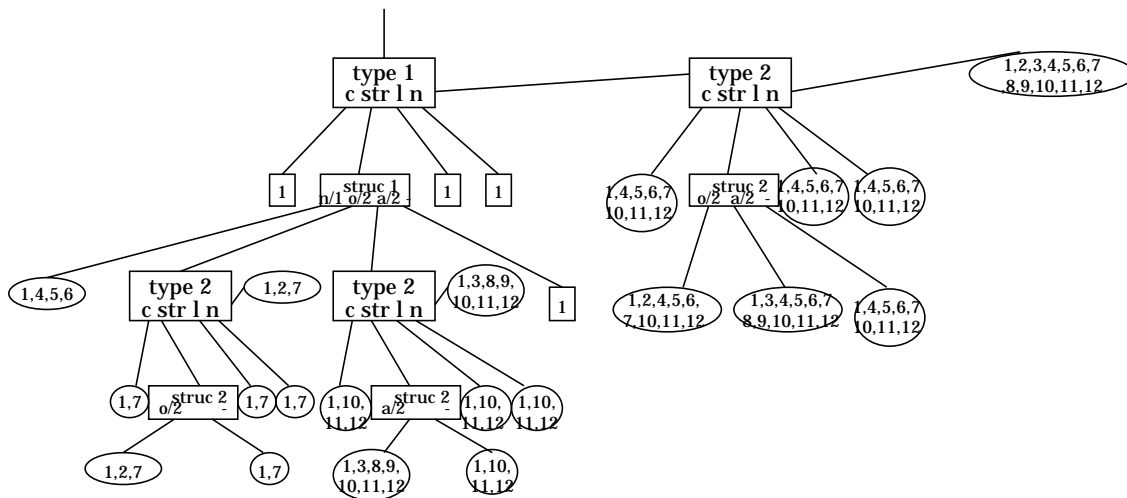 type 1
c str l n
type 2
c str l n
1,2,3,4,5,6,7
,8,9,10,11,12
1
struc 1
n/1 o/2 a/2 -
1
1
1,4,5,6,7
10,11,12
struc 2
o/2 a/2 -
1,4,5,6,7
10,11,12
1,4,5,6,7
10,11,12
1,4,5,6
type 2
c str l n
1,2,7
type 2
c str l n
1,3,8,9,
10,11,12
1
1,2,4,5,6,
7,10,11,12
1,3,4,5,6,7
8,9,10,11,12
1,4,5,6,7
10,11,12
1,7
struc 2
o/2 -
1,7
1,7
1,10,
11,12
struc 2
a/2 -
1,10,
11,12
1,10,
11,12
1,2,7
1,7
1,3,8,9,
10,11,12
1,10,
11,12